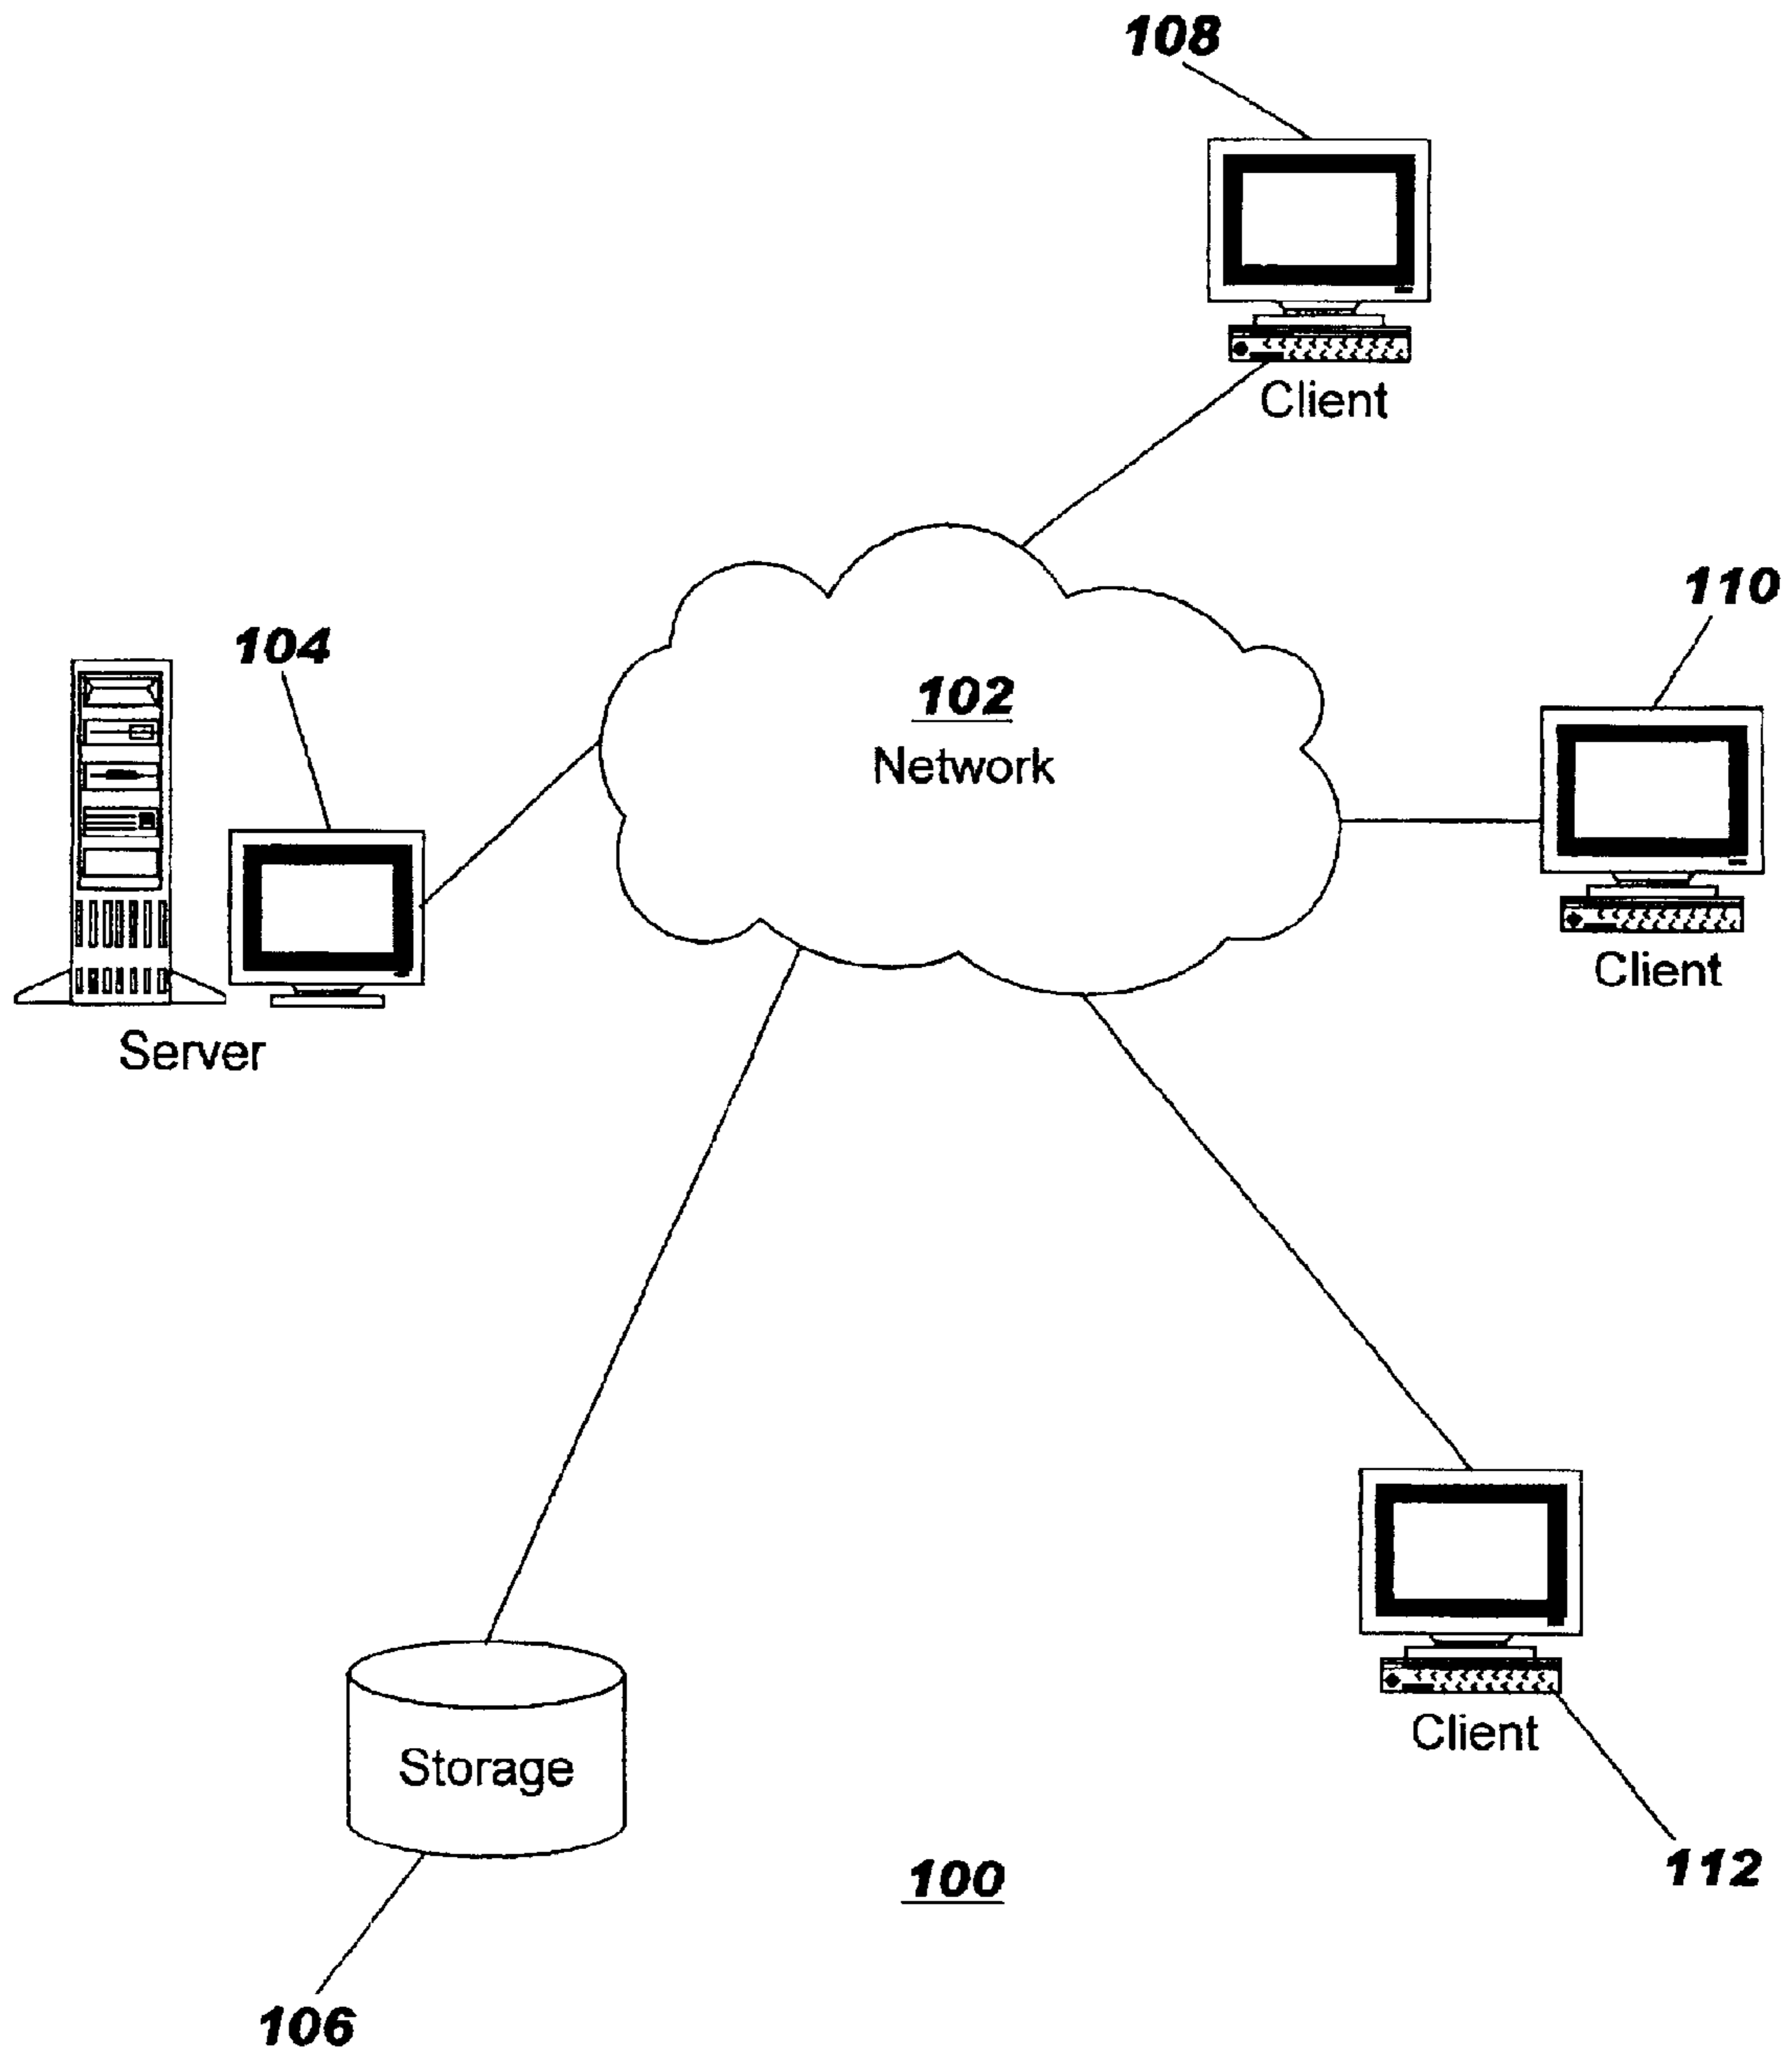 108
Client
110
104
102
Network
Client
Server
Client
Storage
112
100
106